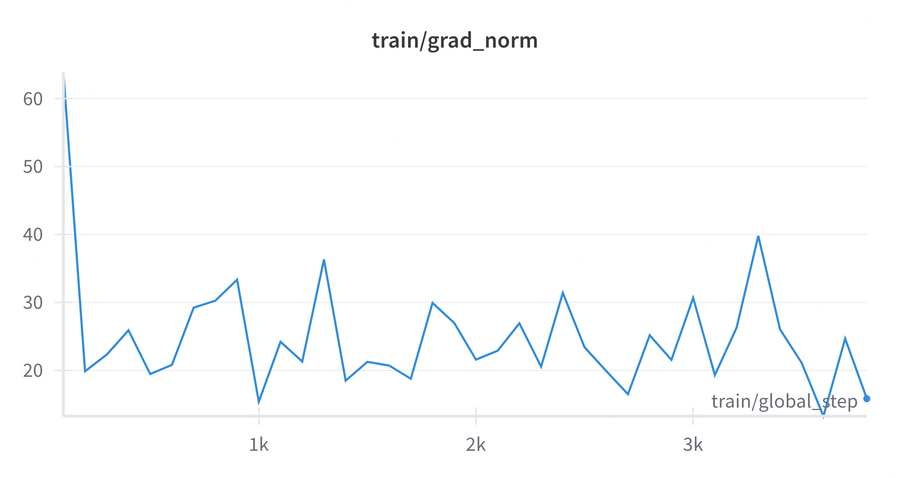 train/grad_norm
60
50
40
30
20
train/global_step
1k
2k
3k